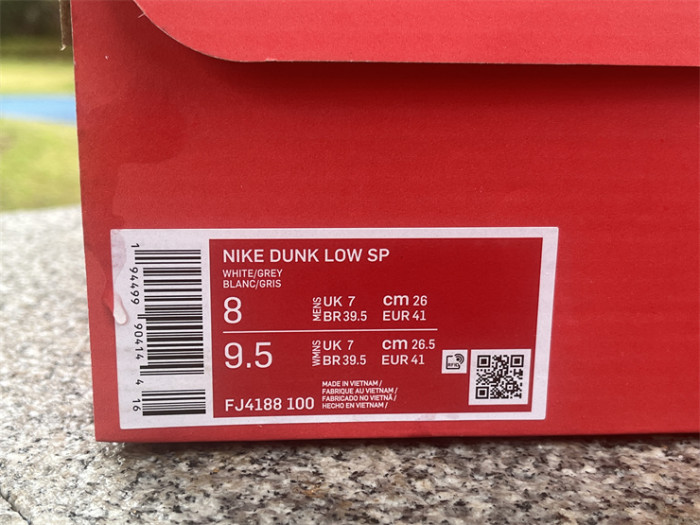 NIKE DUNK LOW SP
WHITE/GREY
BLANC/GRIS
8 MENS UK 7 cm 26
BR 39.5 EUR 41
9.5 WMNS UK 7 cm 26.5
BR 39.5 EUR 41
FJ4188 100
MADE IN VIETNAM /
FABRIQUE AU VIETNAM /
FABRICADO NO VIETNÃ /
HECHO EN VIETNAM /
RFID
1 94499 90414 4 16